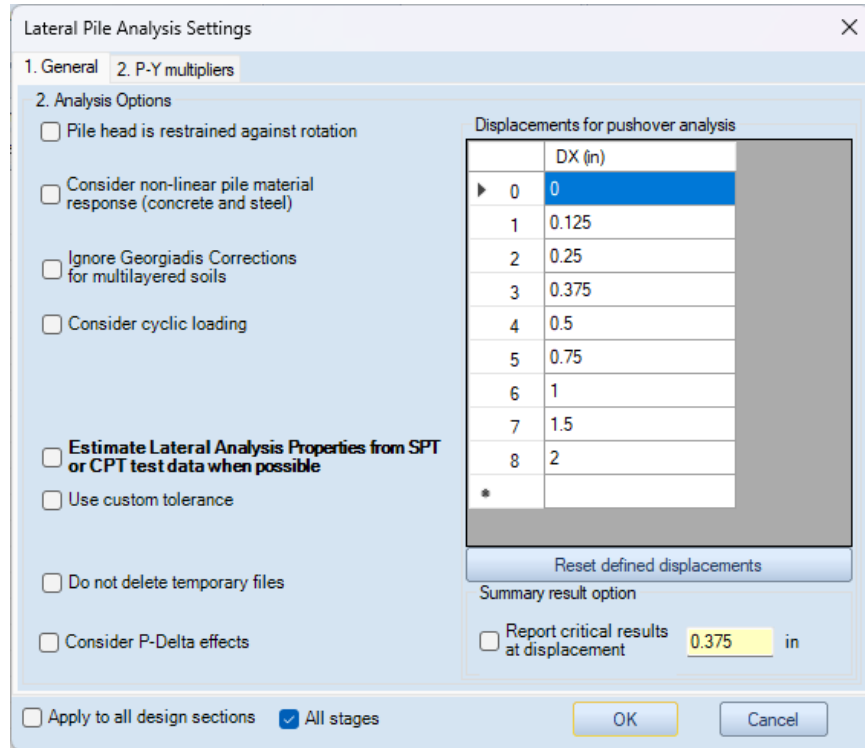 Lateral Pile Analysis Settings
1. General
2. P-Y multipliers
2. Analysis Options
Pile head is restrained against rotation
Consider non-linear pile material
response (concrete and steel)
Ignore Georgiadis Corrections
for multilayered soils
Consider cyclic loading
Estimate Lateral Analysis Properties from SPT
or CPT test data when possible
Use custom tolerance
Do not delete temporary files
Consider P-Delta effects
Displacements for pushover analysis
DX (in)
0 0
1 0.125
2 0.25
3 0.375
4 0.5
5 0.75
6 1
7 1.5
8 2
*
Reset defined displacements
Summary result option
Report critical results
at displacement
0.375 in
Apply to all design sections
All stages
OK
Cancel